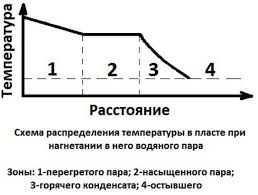 Температура
1 2 3 4
Расстояние
Схема распределения температуры в пласте при
нагнетании в него водяного пара
Зоны: 1-перегретого пара; 2-насыщенного пара;
3-горячего конденсата; 4-остывшего